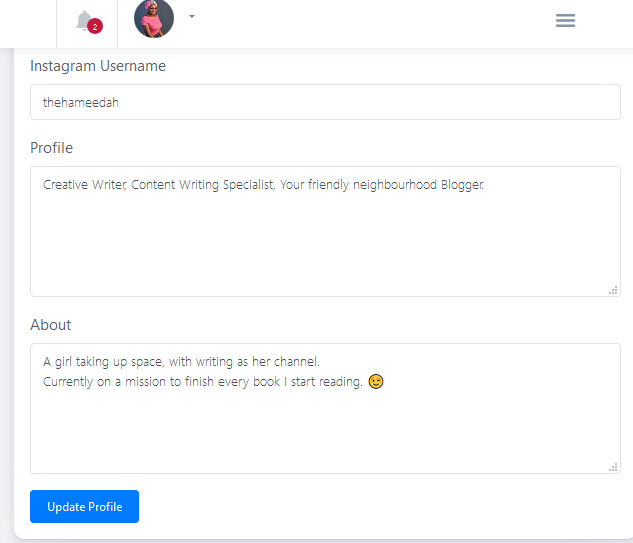 2
Instagram Username
thehameedah
Profile
Creative Writer, Content Writing Specialist, Your friendly neighbourhood Blogger.
About
A girl taking up space, with writing as her channel.
Currently on a mission to finish every book I start reading. 😉
Update Profile